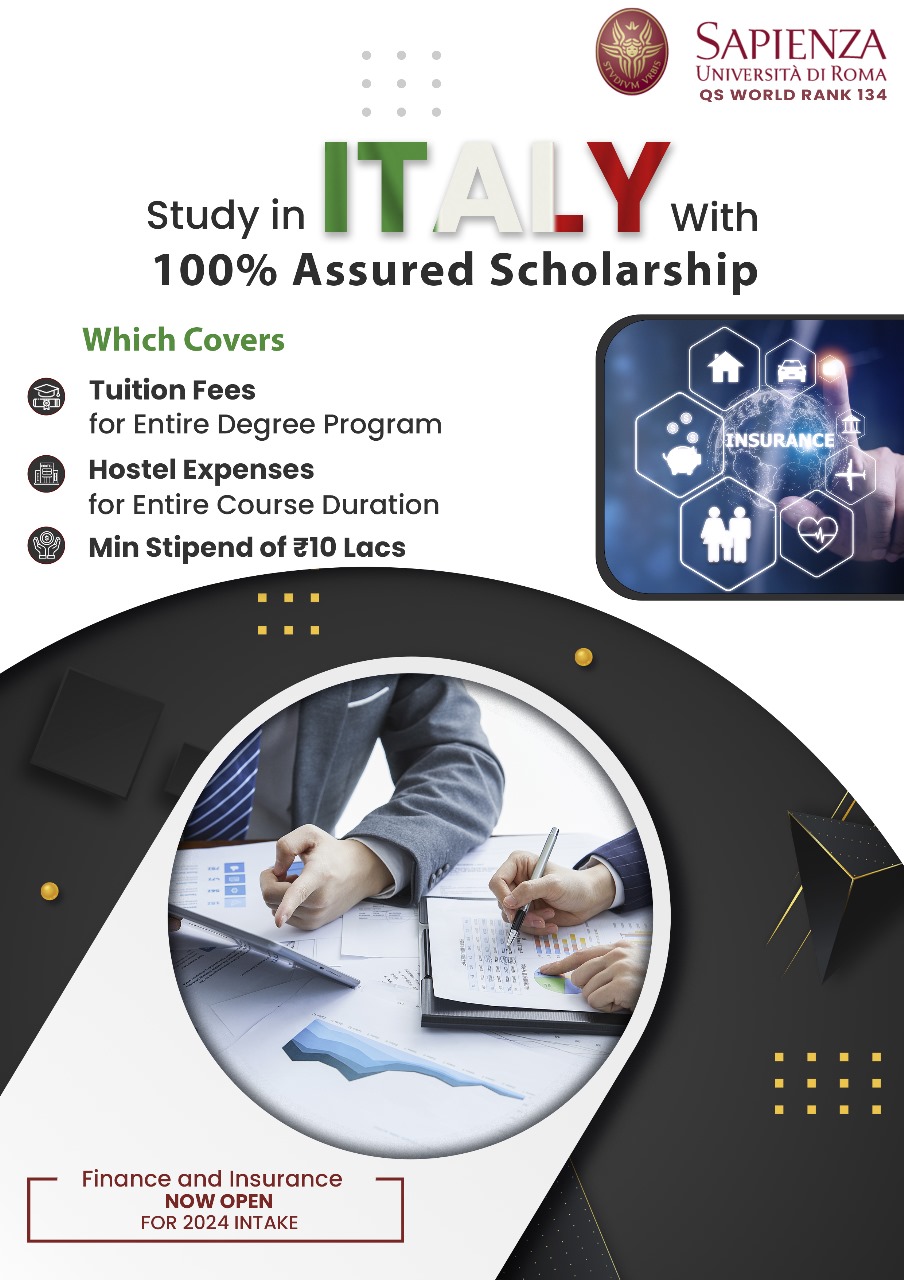 SAPIENZA
UNIVERSITÀ DI ROMA
QS WORLD RANK 134
STVDIVM VRBIS
Study in ITALY With
100% Assured Scholarship
Which Covers
Tuition Fees
for Entire Degree Program
Hostel Expenses
for Entire Course Duration
Min Stipend of ₹10 Lacs
INSURANCE
Finance and Insurance
NOW OPEN
FOR 2024 INTAKE